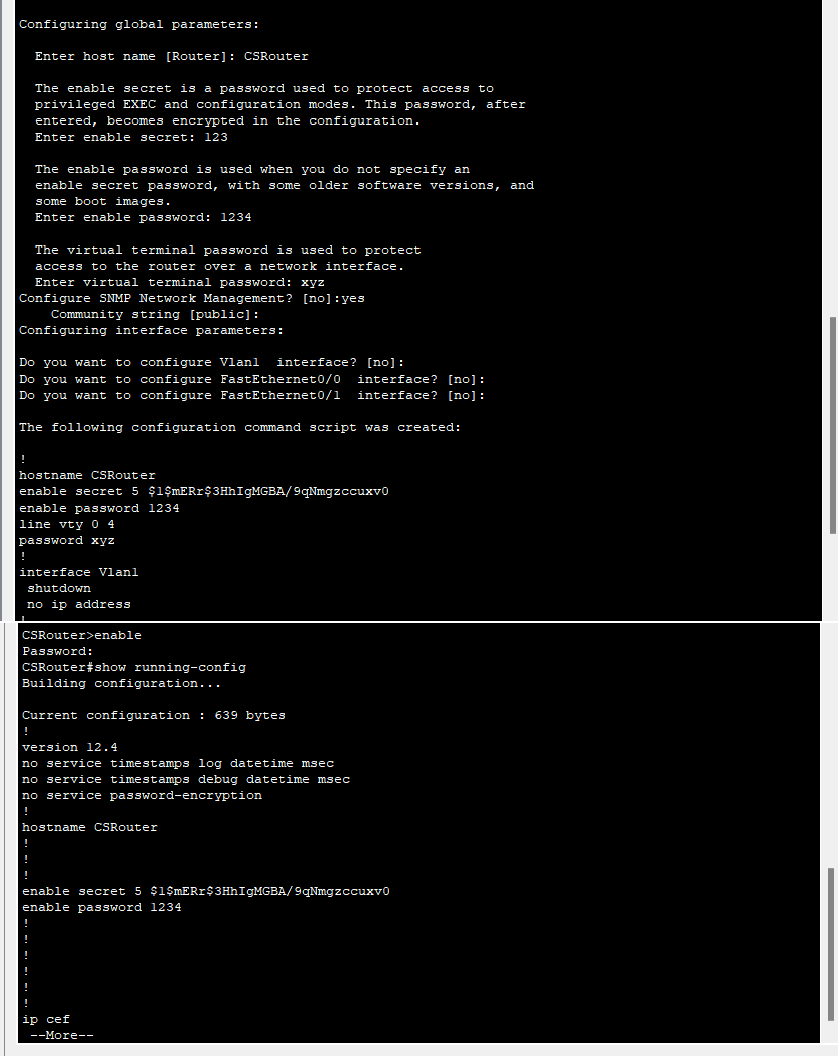 Configuring global parameters:
Enter host name [Router]: CSRouter
The enable secret is a password used to protect access to
privileged EXEC and configuration modes. This password, after
entered, becomes encrypted in the configuration.
Enter enable secret: 123
The enable password is used when you do not specify an
enable secret password, with some older software versions, and
some boot images.
Enter enable password: 1234
The virtual terminal password is used to protect
access to the router over a network interface.
Enter virtual terminal password: xyz
Configure SNMP Network Management? [no]:yes
Community string [public]:
Configuring interface parameters:
Do you want to configure Vlan1  interface? [no]:
Do you want to configure FastEthernet0/0  interface? [no]:
Do you want to configure FastEthernet0/1  interface? [no]:
The following configuration command script was created:
!
hostname CSRouter
enable secret 5 $1$mERr$3HhIgMGBA/9qNmgzccuxv0
enable password 1234
line vty 0 4
password xyz
!
interface Vlan1
shutdown
no ip address
!
CSRouter>enable
Password:
CSRouter#show running-config
Building configuration...
Current configuration : 639 bytes
!
version 12.4
no service timestamps log datetime msec
no service timestamps debug datetime msec
no service password-encryption
!
hostname CSRouter
!
!
!
enable secret 5 $1$mERr$3HhIgMGBA/9qNmgzccuxv0
enable password 1234
!
!
!
!
!
!
ip cef
--More--